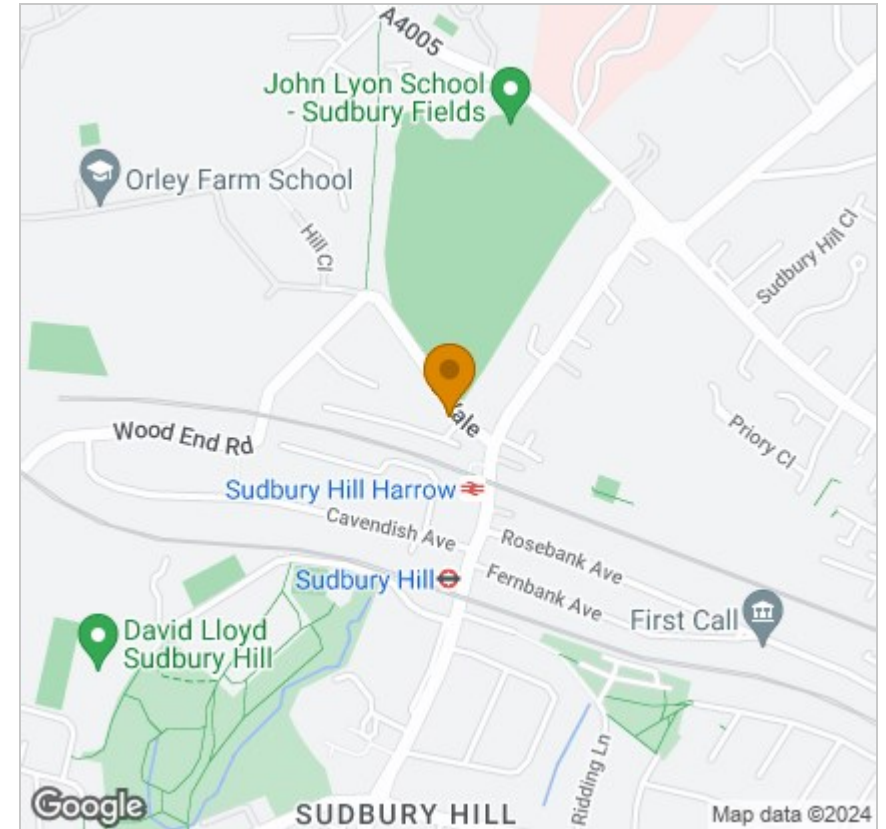 A4005
John Lyon School
- Sudbury Fields
Orley Farm School
Hill Cl
Sudbury Hill Cl
Vale
Wood End Rd
Priory Cl
Sudbury Hill Harrow
Cavendish Ave
Rosebank Ave
Sudbury Hill
Fernbank Ave
First Call
David Lloyd
Sudbury Hill
Ridding Ln
Google
SUDBURY HILL
Map data ©2024